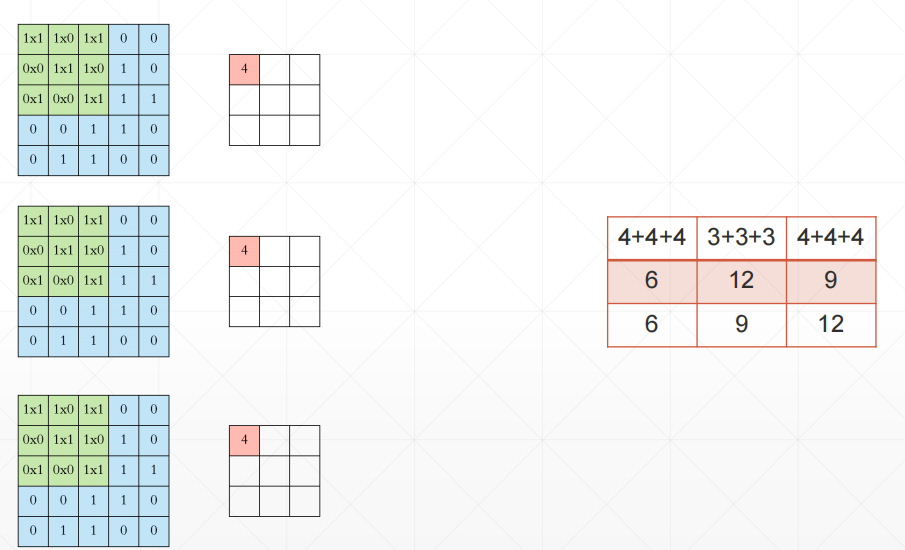 1x1 1x0 1x1 0 0
0x0 1x1 1x0 1 0
4
0x1 0x0 1x1 1 1
0 0 1 1 0
0 1 1 0 0
1x1 1x0 1x1 0 0
0x0 1x1 1x0 1 0
4
0x1 0x0 1x1 1 1
0 0 1 1 0
0 1 1 0 0
4+4+4 3+3+3 4+4+4
6 12 9
6 9 12
1x1 1x0 1x1 0 0
0x0 1x1 1x0 1 0
4
0x1 0x0 1x1 1 1
0 0 1 1 0
0 1 1 0 0